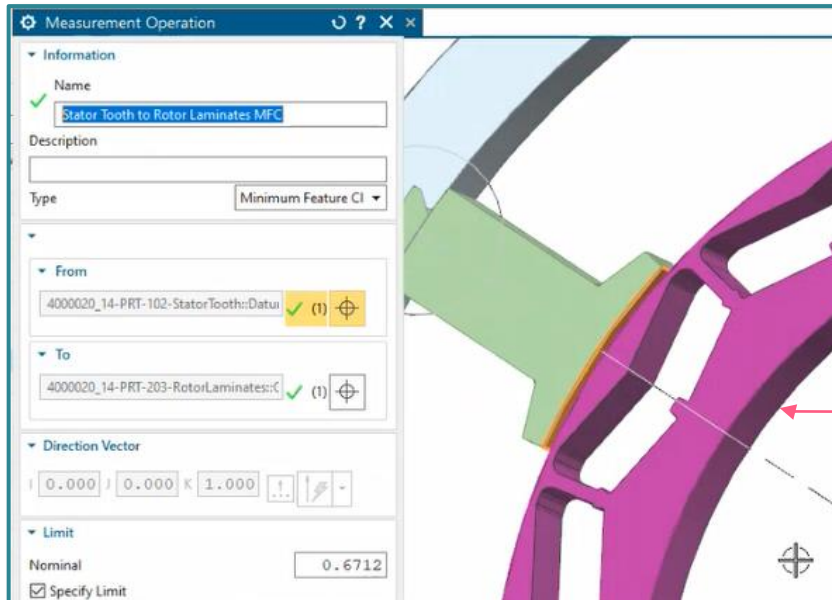 Measurement Operation
Information
Name
Stator Tooth to Rotor Laminates MFC
Description
Type
Minimum Feature Cl
From
4000020_14-PRT-102-StatorTooth::Datu
(1)
To
4000020_14-PRT-203-RotorLaminates::
(1)
Direction Vector
I 0.000 J 0.000 K 1.000
Limit
Nominal
0.6712
Specify Limit